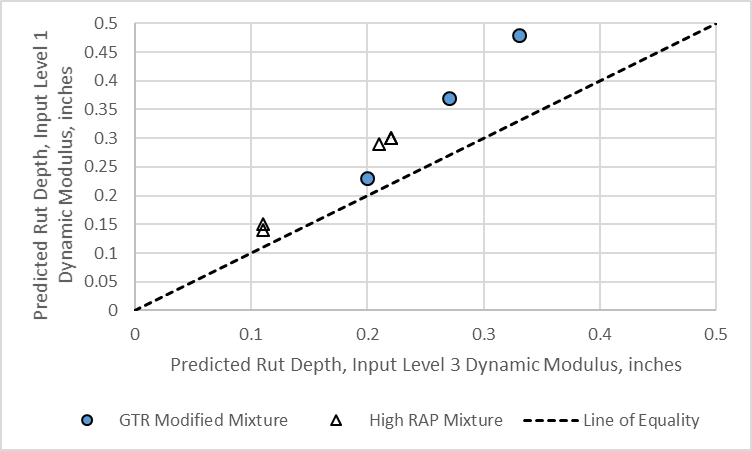 Predicted Rut Depth, Input Level 1
Dynamic Modulus, inches
0.5
0.45
0.4
0.35
0.3
0.25
0.2
0.15
0.1
0.05
0
0 0.1 0.2 0.3 0.4 0.5
Predicted Rut Depth, Input Level 3 Dynamic Modulus, inches
GTR Modified Mixture High RAP Mixture Line of Equality